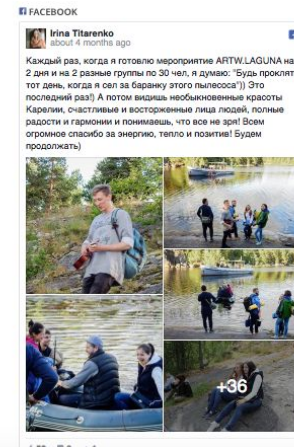 FACEBOOK
Irina Titarenko
about 4 months ago
Каждый раз, когда я готовлю мероприятие ARTW.LAGUNA на
2 дня и на 2 разные группы по 30 чел, я думаю: "Будь проклят
тот день, когда я сел за баранку этого пылесоса")) Это
последний раз!) А потом видишь необыкновенные красоты
Карелии, счастливые и воодушевленные лица людей, полные
радости и гармонии и понимаешь, что все не зря! Всем
огромное спасибо за энергию, тепло и позитив! Будем
продолжать)
+36